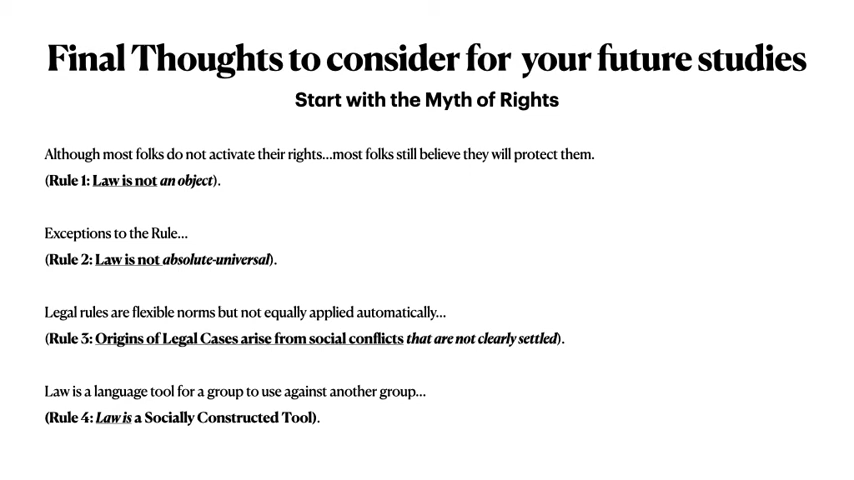 Final Thoughts to consider for your future studies
Start with the Myth of Rights
Although most folks do not activate their rights...most folks still believe they will protect them.
(Rule 1: Law is not an object).
Exceptions to the Rule...
(Rule 2: Law is not absolute-universal).
Legal rules are flexible norms but not equally applied automatically...
(Rule 3: Origins of Legal Cases arise from social conflicts that are not clearly settled).
Law is a language tool for a group to use against another group...
(Rule 4: Law is a Socially Constructed Tool).